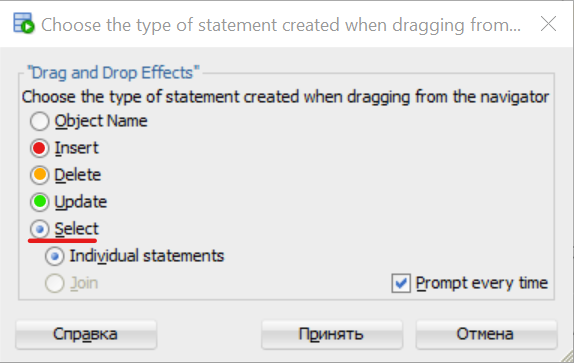 Choose the type of statement created when dragging from...
"Drag and Drop Effects"
Choose the type of statement created when dragging from the navigator
Object Name
Insert
Delete
Update
Select
Individual statements
Join
Prompt every time
Справка
Принять
Отмена